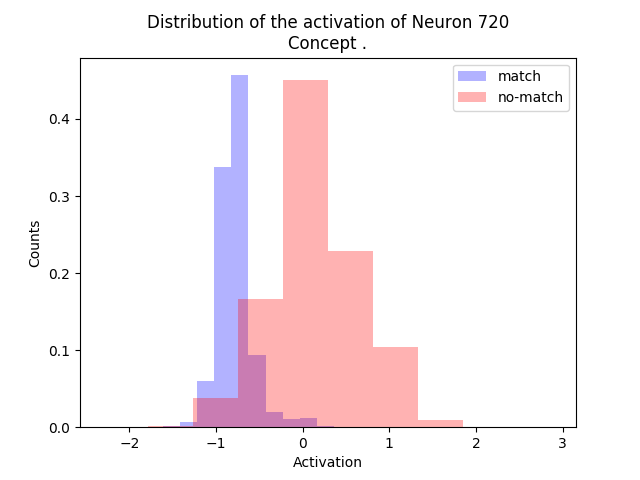 Distribution of the activation of Neuron 720
Concept .
match
no-match
Counts
0.4
0.3
0.2
0.1
0.0
−2
−1
0
1
2
3
Activation